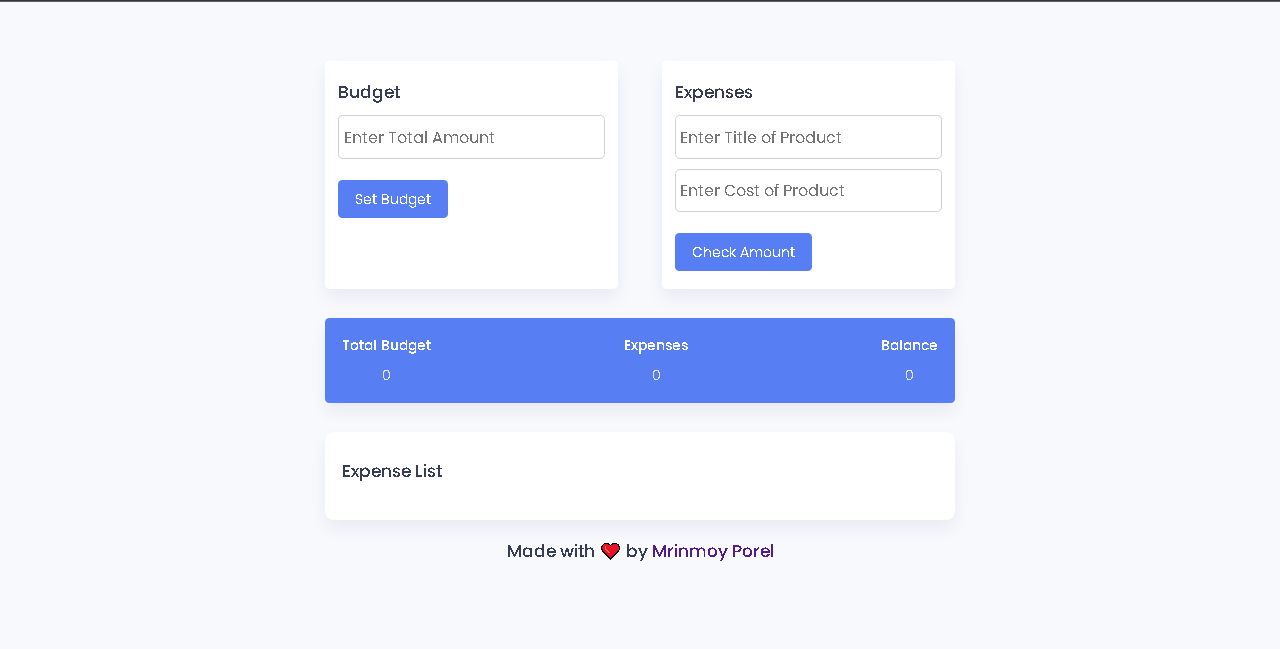 Budget
Enter Total Amount
Set Budget
Expenses
Enter Title of Product
Enter Cost of Product
Check Amount
Total Budget
0
Expenses
0
Balance
0
Expense List
Made with ❤️ by Mrinmoy Porel